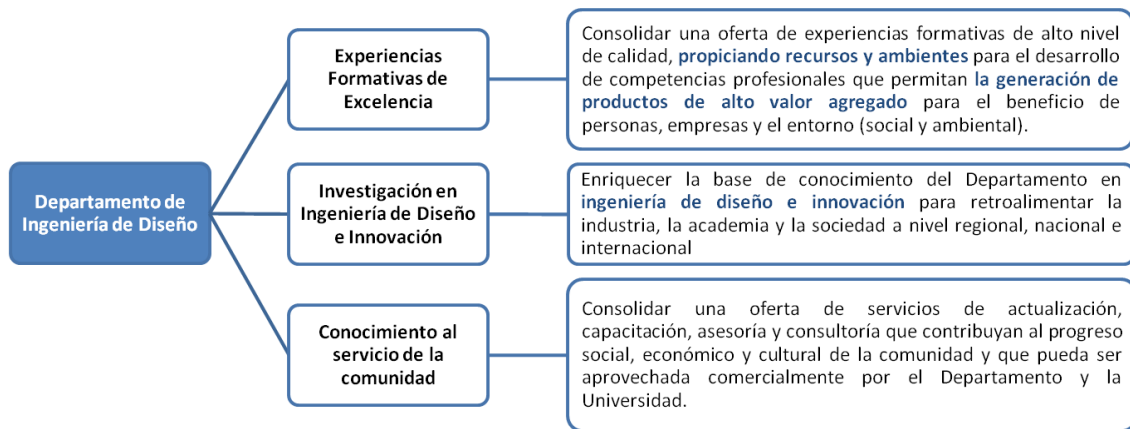 Departamento de
Ingeniería de Diseño
Experiencias
Formativas de
Excelencia
Consolidar una oferta de experiencias formativas de alto nivel
de calidad, propiciando recursos y ambientes para el desarrollo
de competencias profesionales que permitan la generación de
productos de alto valor agregado para el beneficio de
personas, empresas y el entorno (social y ambiental).
Investigación en
Ingeniería de Diseño
e Innovación
Enriquecer la base de conocimiento del Departamento en
ingeniería de diseño e innovación para retroalimentar la
industria, la academia y la sociedad a nivel regional, nacional e
internacional
Conocimiento al
servicio de la
comunidad
Consolidar una oferta de servicios de actualización,
capacitación, asesoría y consultoría que contribuyan al progreso
social, económico y cultural de la comunidad y que pueda ser
aprovechada comercialmente por el Departamento y la
Universidad.